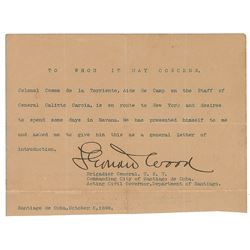 TO WHOM IT MAY CONCERN,
Colonel Cosme de la Torriente, Aide de Camp on the Staff of
General Calixto Garcia, is en route to New York and desires
to spend some days in Havana. He has presented himself to me
and asked me to give him this as a general letter of
introduction.
Leonard Wood
Brigadier General, U. S. V.
Commanding City of Santiago de Cuba.
Acting Civil Governor, Department of Santiago.
Santiago de Cuba, October 5, 1898.